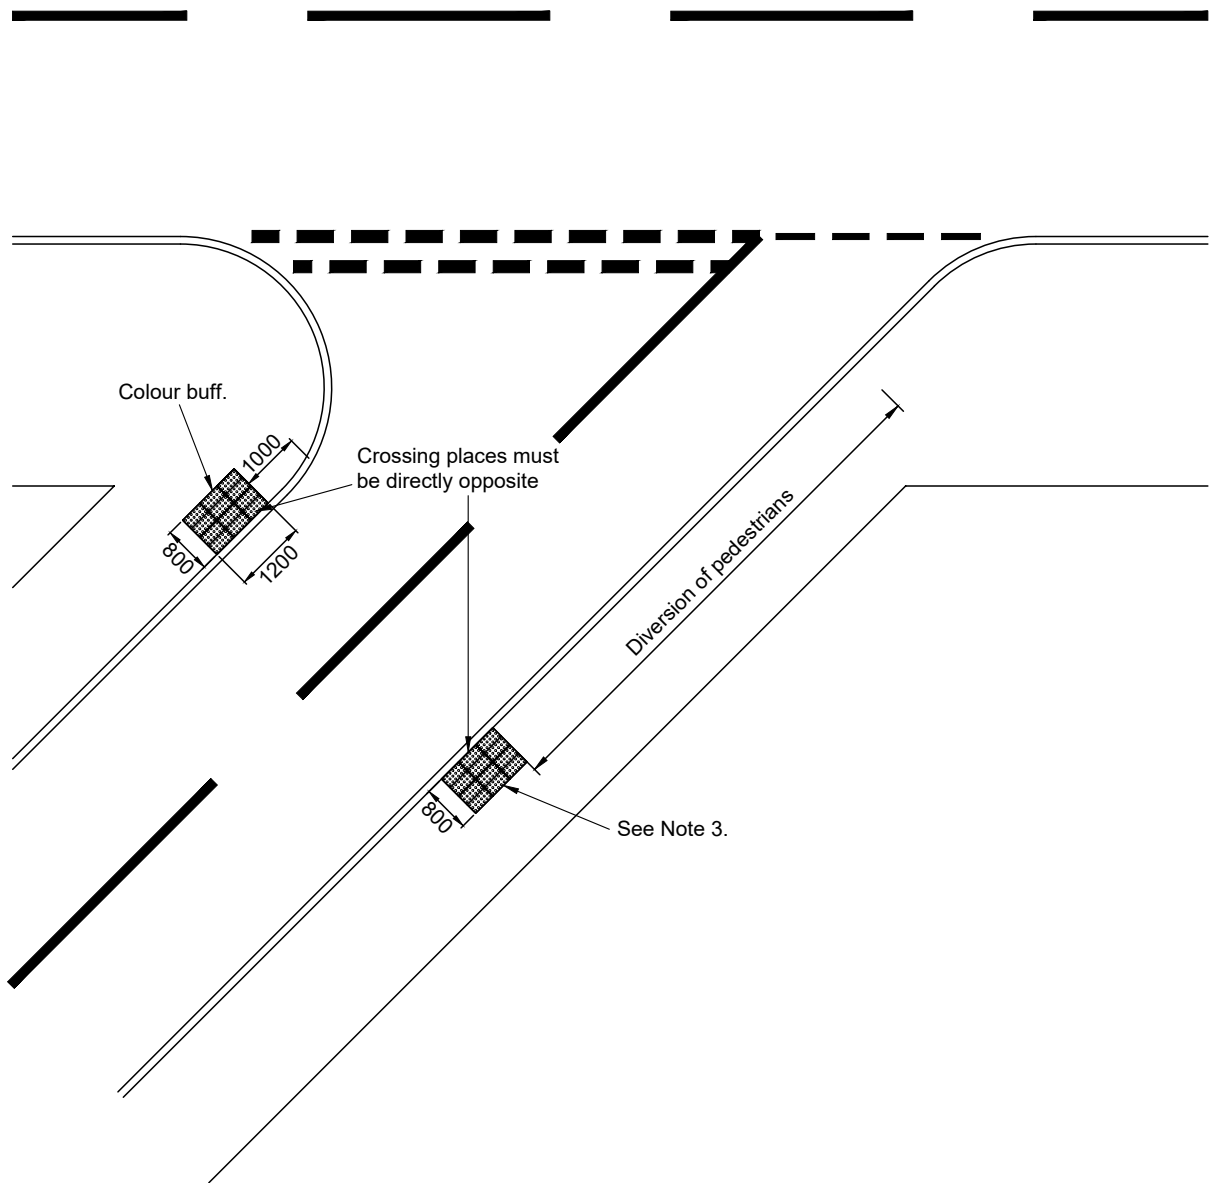 Colour buff.
1000
Crossing places must
be directly opposite
800
1200
Diversion of pedestrians
800
See Note 3.